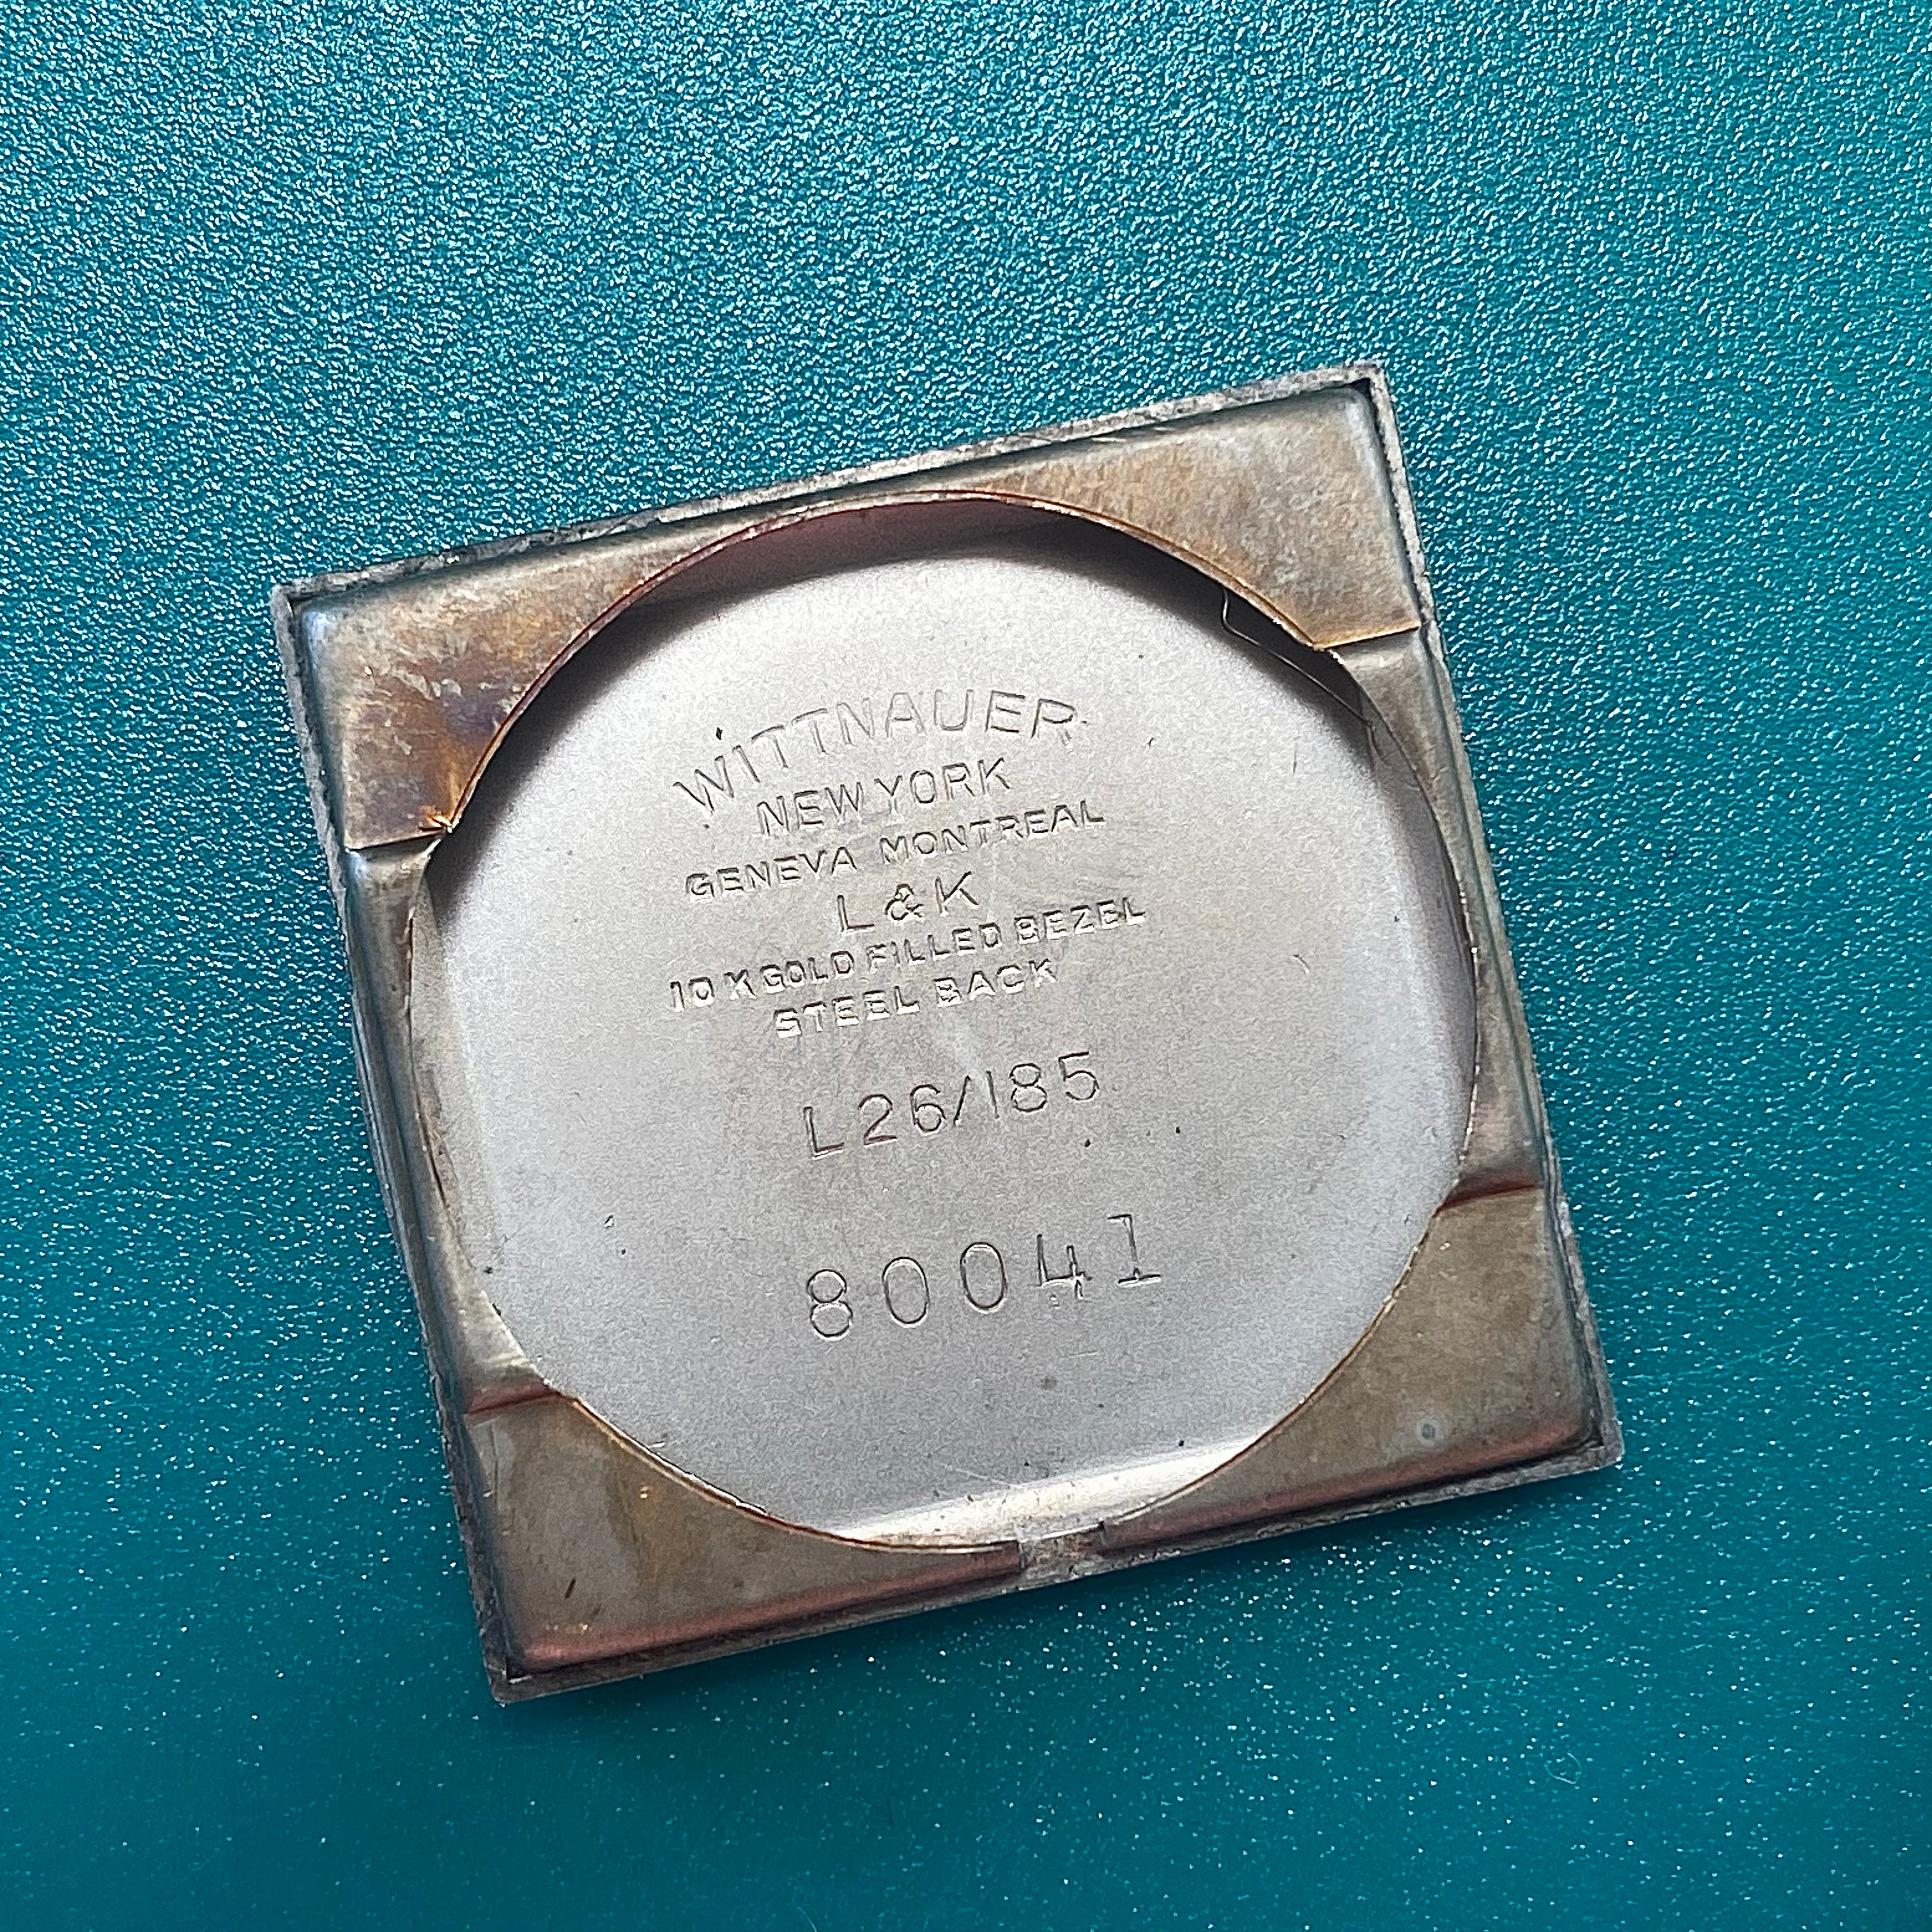 WITTNAUER
NEW YORK
GENEVA MONTREAL
L & K
10 K GOLD FILLED BEZEL
STEEL BACK
L26/185
80041